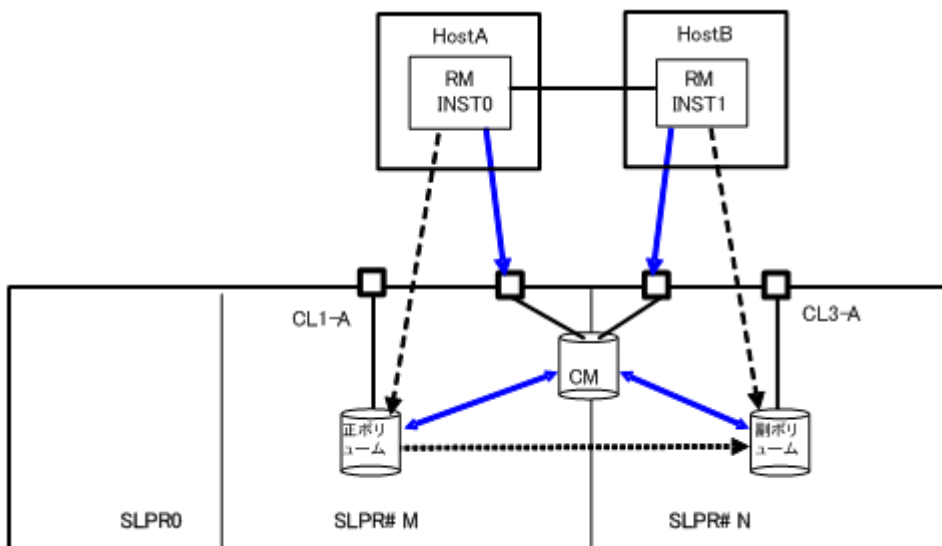 HostA
HostB
RM
INST0
RM
INST1
CL1-A
CL3-A
CM
正ボリ
ューム
副ボリ
ューム
SLPR0
SLPR# M
SLPR# N